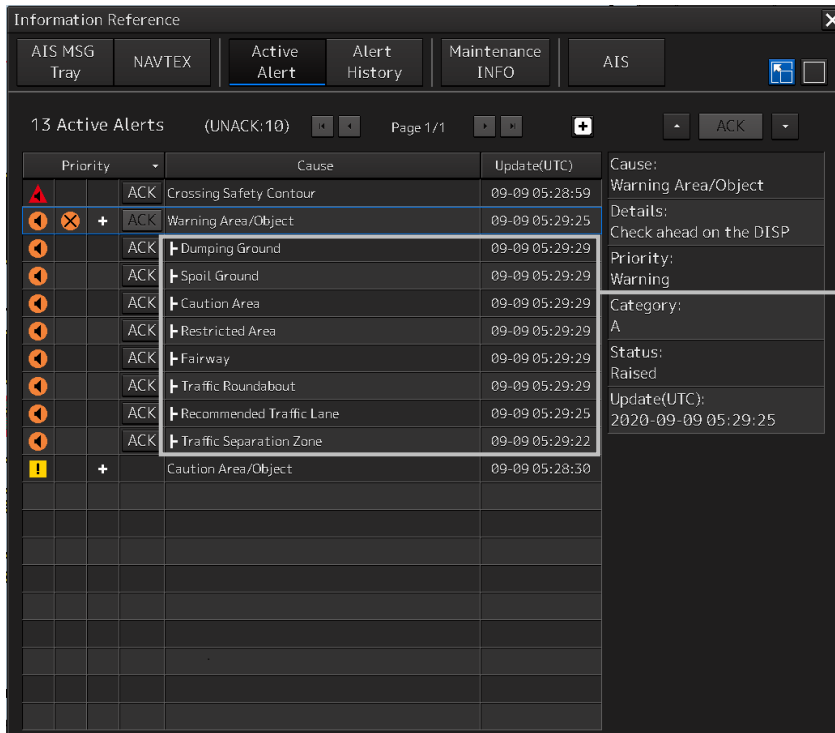 Information Reference
AIS MSG Tray
NAVTEX
Active Alert
Alert History
Maintenance INFO
AIS
13 Active Alerts (UNACK:10) Page 1/1 ACK
Priority Cause Update(UTC)
ACK Crossing Safety Contour 09-09 05:28:59
ACK Warning Area/Object 09-09 05:29:25
ACK Dumping Ground 09-09 05:29:29
ACK Spoil Ground 09-09 05:29:29
ACK Caution Area 09-09 05:29:29
ACK Restricted Area 09-09 05:29:29
ACK Fairway 09-09 05:29:29
ACK Traffic Roundabout 09-09 05:29:29
ACK Recommended Traffic Lane 09-09 05:29:25
ACK Traffic Separation Zone 09-09 05:29:22
Caution Area/Object 09-09 05:28:30
Cause:
Warning Area/Object
Details:
Check ahead on the DISP
Priority:
Warning
Category:
A
Status:
Raised
Update(UTC):
2020-09-09 05:29:25